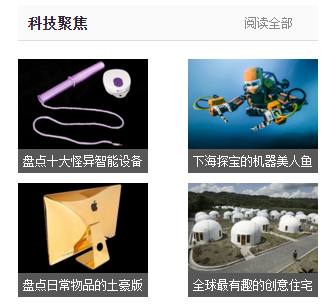 科技聚焦
阅读全部
盘点十大怪异智能设备
下海探宝的机器美人鱼
盘点日常物品的土豪版
全球最有趣的创意住宅